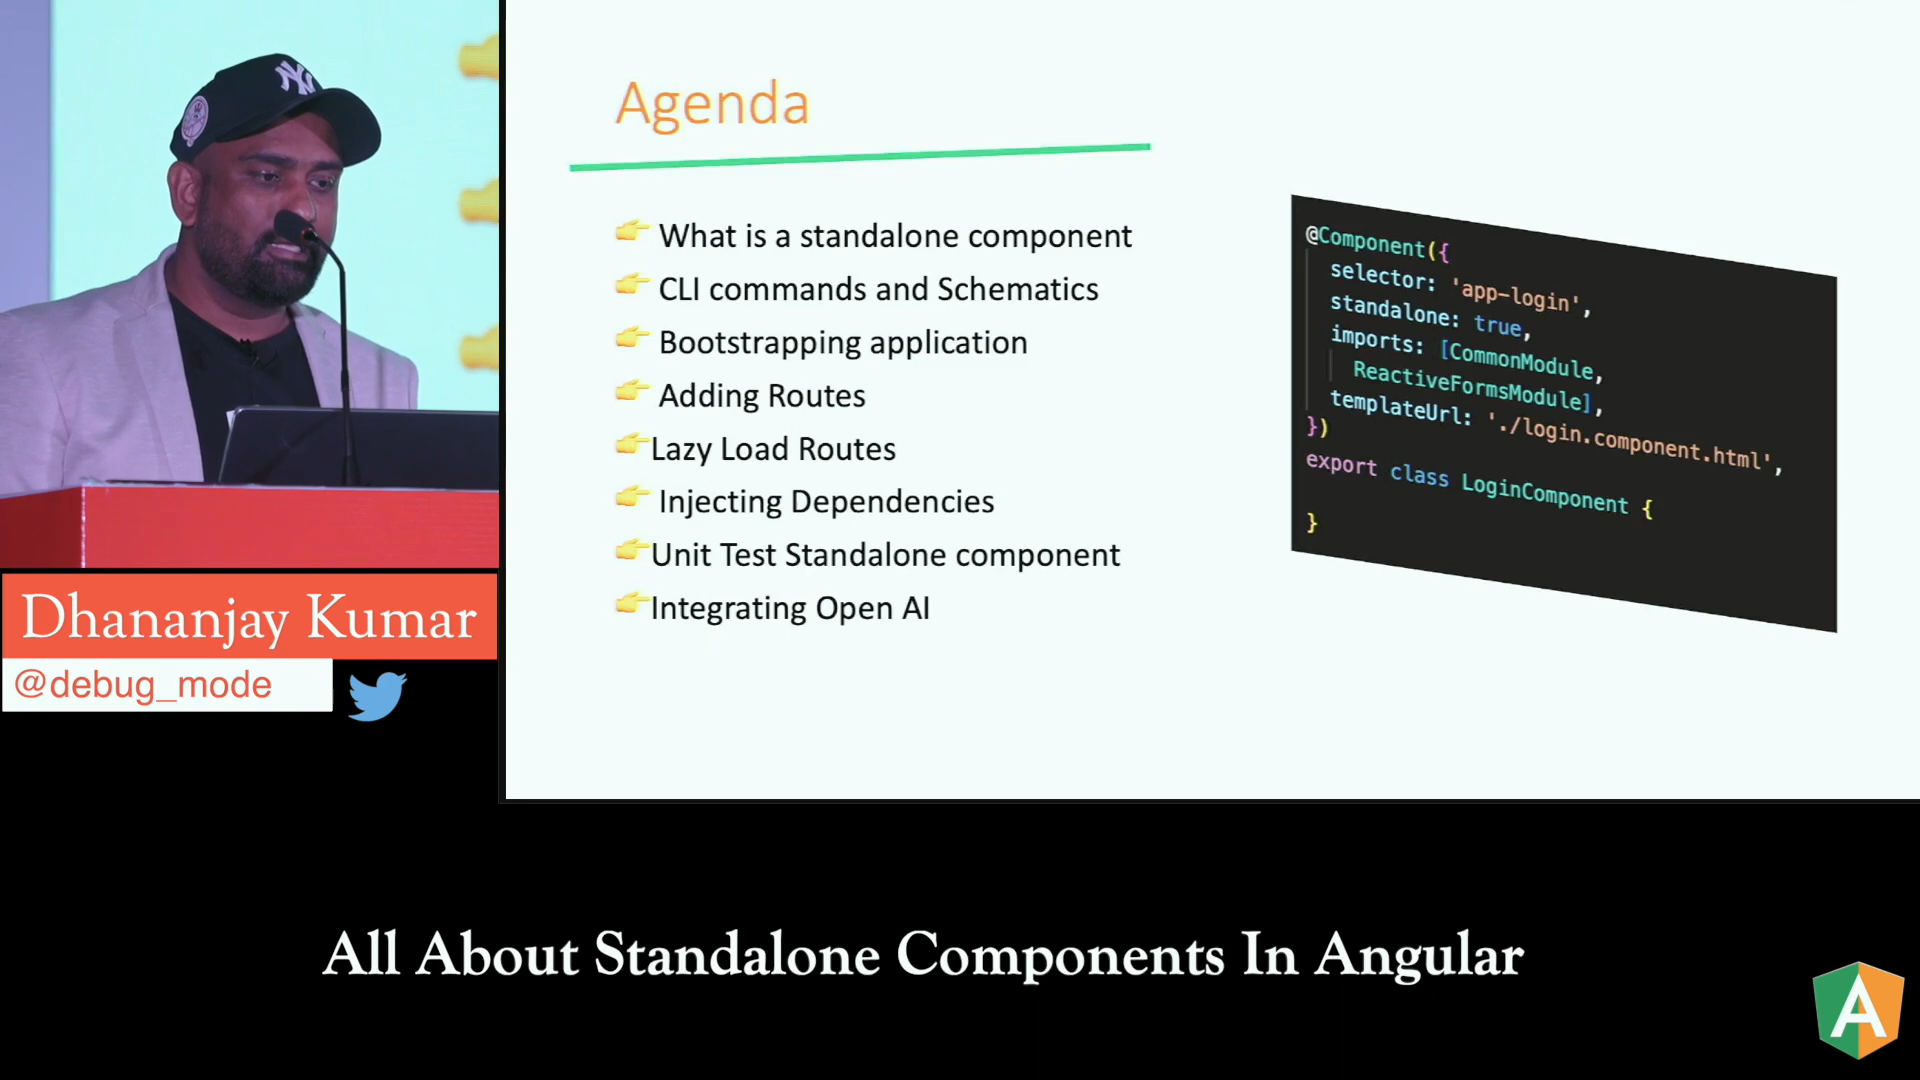 NY
Dhananjay Kumar
@debug_mode
Agenda
What is a standalone component
CLI commands and Schematics
Bootstrapping application
Adding Routes
Lazy Load Routes
Injecting Dependencies
Unit Test Standalone component
Integrating Open AI
@Component({
selector: 'app-login',
standalone: true,
imports: [CommonModule,
ReactiveFormsModule],
templateUrl: './login.component.html',
})
export class LoginComponent {
}
All About Standalone Components In Angular
A